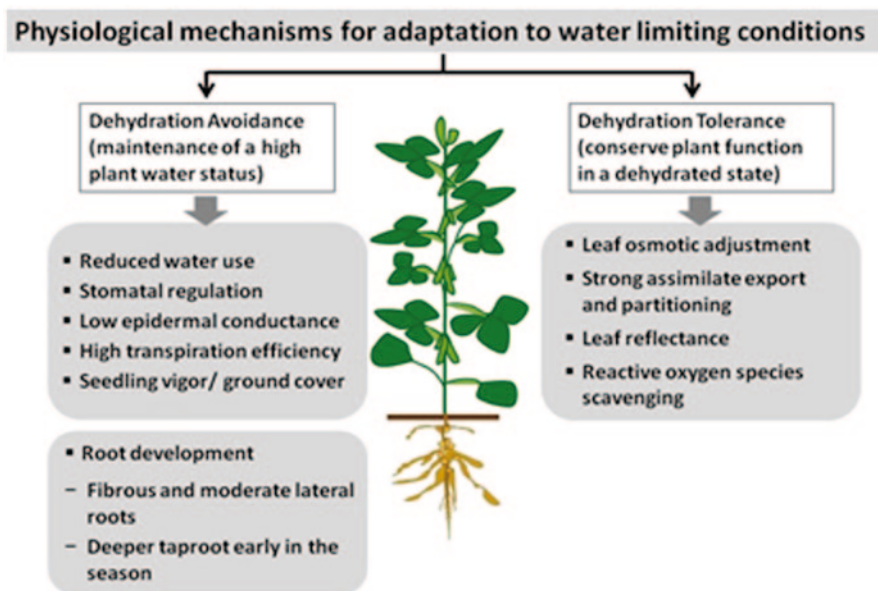 Physiological mechanisms for adaptation to water limiting conditions
Dehydration Avoidance
(maintenance of a high
plant water status)
▪ Reduced water use
▪ Stomatal regulation
▪ Low epidermal conductance
▪ High transpiration efficiency
▪ Seedling vigor/ ground cover
▪ Root development
– Fibrous and moderate lateral
roots
– Deeper taproot early in the
season
Dehydration Tolerance
(conserve plant function
in a dehydrated state)
▪ Leaf osmotic adjustment
▪ Strong assimilate export
and partitioning
▪ Leaf reflectance
▪ Reactive oxygen species
scavenging